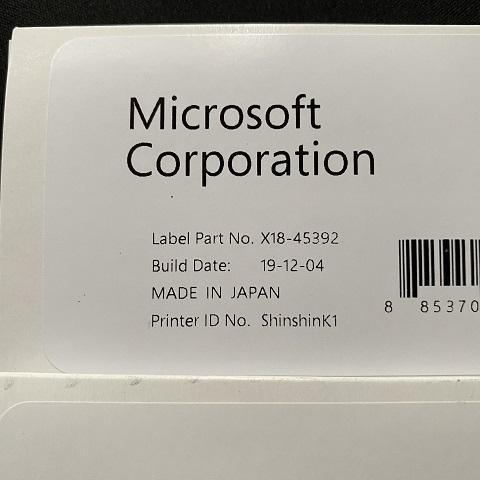 Microsoft
Corporation
Label Part No. X18-45392
Build Date: 19-12-04
MADE IN JAPAN
Printer ID No. ShinshinK1
8 85370